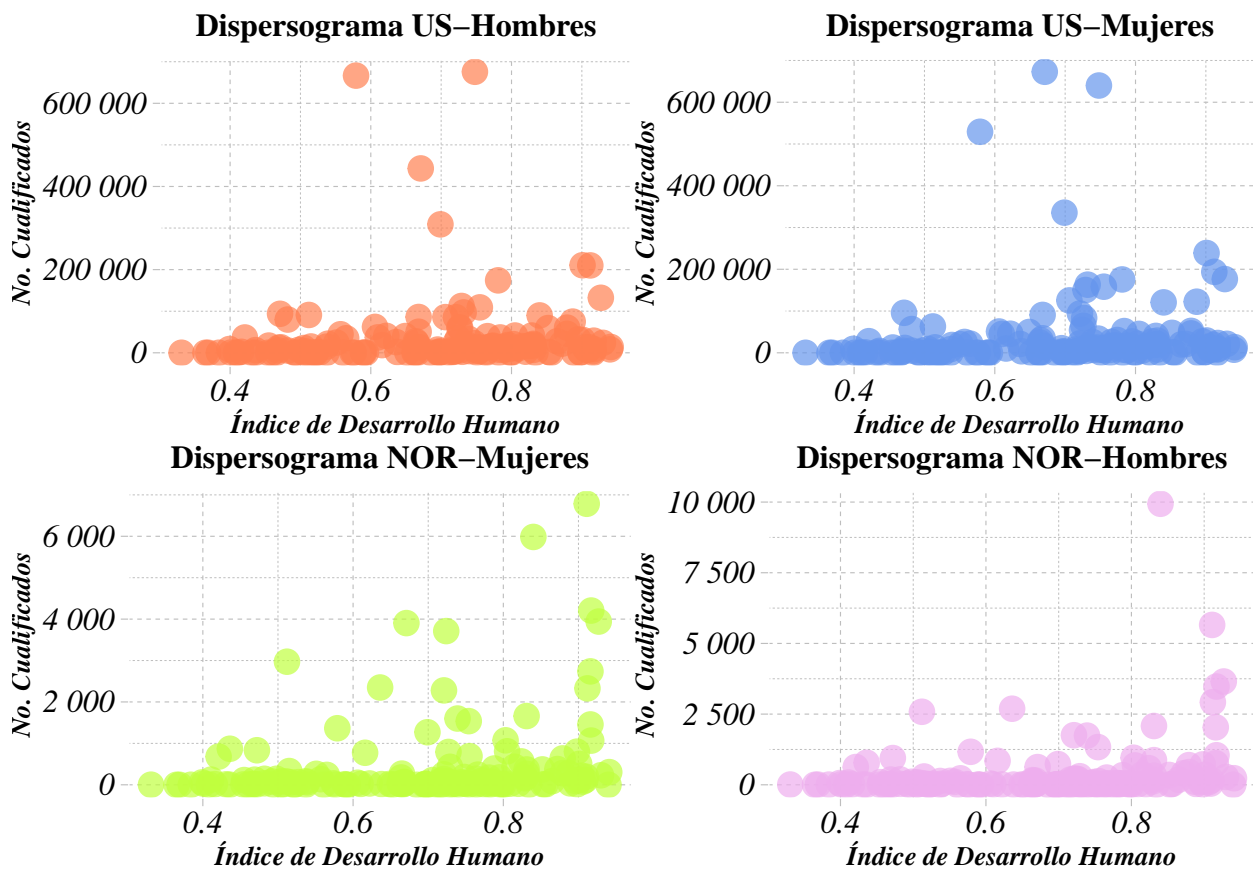 Dispersograma US−Hombres
No. Cualificados
600 000
400 000
200 000
0
0.4 0.6 0.8
Índice de Desarrollo Humano
Dispersograma US−Mujeres
No. Cualificados
600 000
400 000
200 000
0
0.4 0.6 0.8
Índice de Desarrollo Humano
Dispersograma NOR−Mujeres
No. Cualificados
6 000
4 000
2 000
0
0.4 0.6 0.8
Índice de Desarrollo Humano
Dispersograma NOR−Hombres
No. Cualificados
10 000
7 500
5 000
2 500
0
0.4 0.6 0.8
Índice de Desarrollo Humano